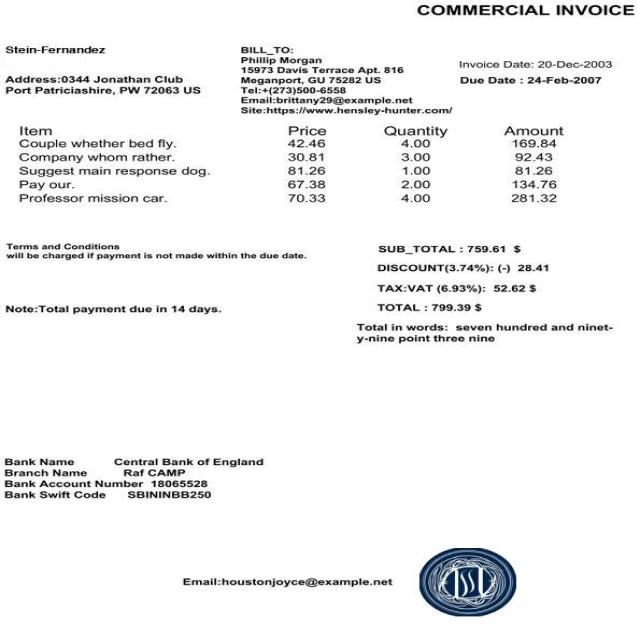 COMMERCIAL INVOICE
Stein-Fernandez
Address:0344 Jonathan Club
Port Patriciashire, PW 72063 US
BILL_TO:
Phillip Morgan
15973 Davis Terrace Apt. 816
Meganport, GU 75282 US
Tel:+(273)500-6558
Email:brittany29@example.net
Site:https://www.hensley-hunter.com/
Invoice Date: 20-Dec-2003
Due Date : 24-Feb-2007
Item Price Quantity Amount
Couple whether bed fly. 42.46 4.00 169.84
Company whom rather. 30.81 3.00 92.43
Suggest main response dog. 81.26 1.00 81.26
Pay our. 67.38 2.00 134.76
Professor mission car. 70.33 4.00 281.32
Terms and Conditions
will be charged if payment is not made within the due date.
Note:Total payment due in 14 days.
SUB_TOTAL : 759.61 $
DISCOUNT(3.74%): (-) 28.41
TAX:VAT (6.93%): 52.62 $
TOTAL : 799.39 $
Total in words: seven hundred and ninet-
y-nine point three nine
Bank Name Central Bank of England
Branch Name Raf CAMP
Bank Account Number 18065528
Bank Swift Code SBININBB250
Email:houstonjoyce@example.net